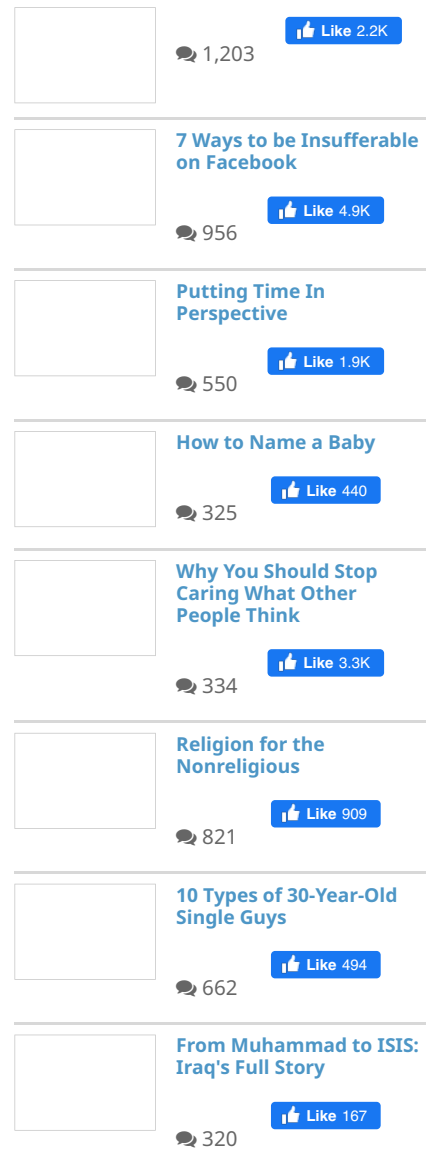 Like 2.2K
1,203
7 Ways to be Insufferable
on Facebook
Like 4.9K
956
Putting Time In
Perspective
Like 1.9K
550
How to Name a Baby
Like 440
325
Why You Should Stop
Caring What Other
People Think
Like 3.3K
334
Religion for the
Nonreligious
Like 909
821
10 Types of 30-Year-Old
Single Guys
Like 494
662
From Muhammad to ISIS:
Iraq's Full Story
Like 167
320